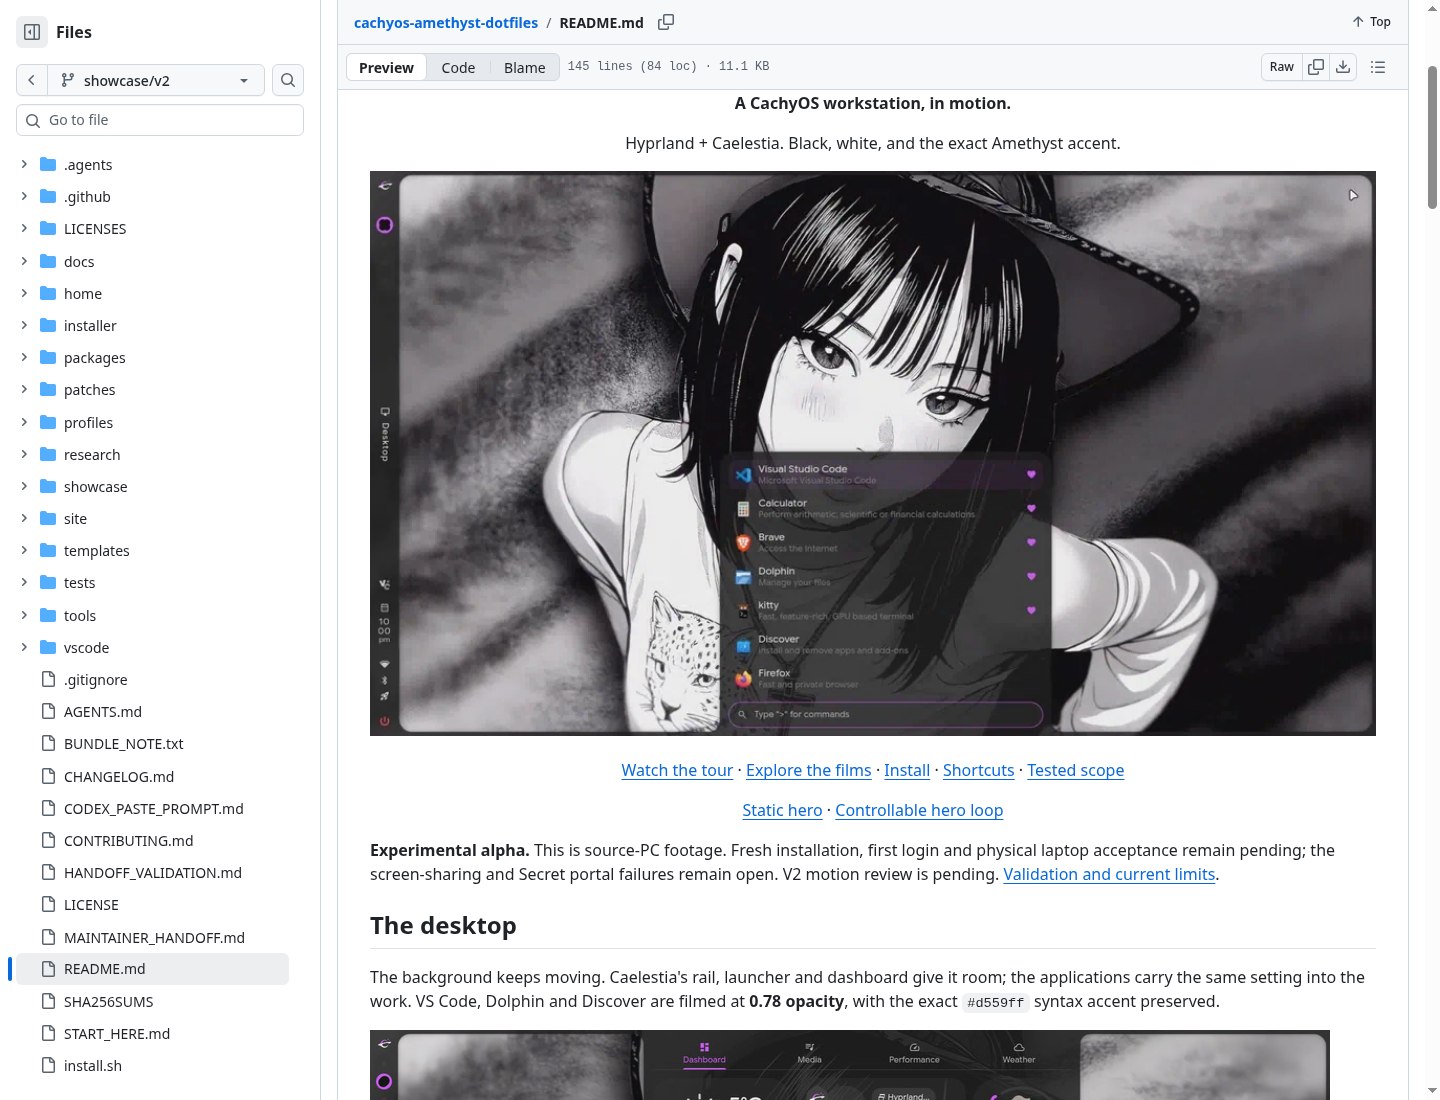 Files
cachyos-amethyst-dotfiles / README.md
Top
showcase/v2
Preview Code Blame 145 lines (84 loc) · 11.1 KB
Raw
Go to file
.agents
.github
LICENSES
docs
home
installer
packages
patches
profiles
research
showcase
site
templates
tests
tools
vscode
.gitignore
AGENTS.md
BUNDLE_NOTE.txt
CHANGELOG.md
CODEX_PASTE_PROMPT.md
CONTRIBUTING.md
HANDOFF_VALIDATION.md
LICENSE
MAINTAINER_HANDOFF.md
README.md
SHA256SUMS
START_HERE.md
install.sh
A CachyOS workstation, in motion.
Hyprland + Caelestia. Black, white, and the exact Amethyst accent.
Desktop
10
00
pm
Visual Studio Code
Microsoft Visual Studio Code
Calculator
Perform arithmetic, scientific or financial calculations
Brave
Access the Internet
Dolphin
Manage your files
kitty
Fast, feature-rich, GPU based terminal
Discover
Install and remove apps and add-ons
Firefox
Fast and private browser
Type ">" for commands
Watch the tour · Explore the films · Install · Shortcuts · Tested scope
Static hero · Controllable hero loop
Experimental alpha. This is source-PC footage. Fresh installation, first login and physical laptop acceptance remain pending; the
screen-sharing and Secret portal failures remain open. V2 motion review is pending. Validation and current limits.
The desktop
The background keeps moving. Caelestia's rail, launcher and dashboard give it room; the applications carry the same setting into the
work. VS Code, Dolphin and Discover are filmed at 0.78 opacity, with the exact #d559ff syntax accent preserved.
Dashboard Media Performance Weather
Hyprland...